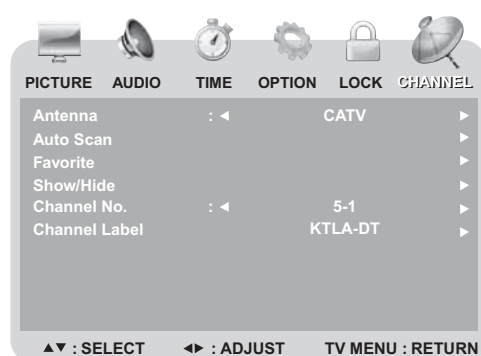 PICTURE AUDIO TIME OPTION LOCK CHANNEL
Antenna : ◄ CATV ►
Auto Scan ►
Favorite ►
Show/Hide ►
Channel No. : ◄ 5-1 ►
Channel Label KTLA-DT ►
▲▼ : SELECT ◄► : ADJUST TV MENU : RETURN